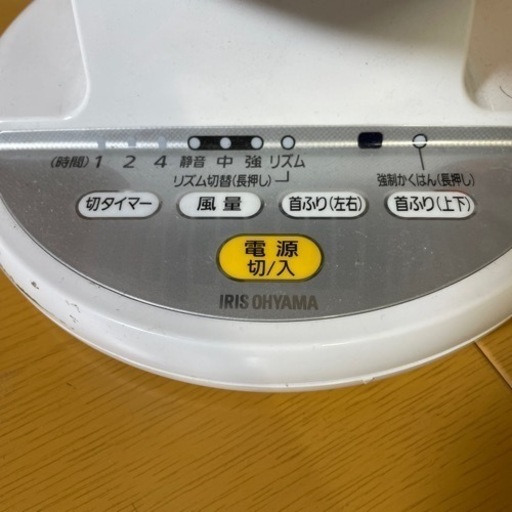 (時間) 1 2 4 静音 中 強 リズム
リズム切替(長押し)
強制かくはん(長押し)
切タイマー 風量 首ふり(左右) 首ふり(上下)
電源
切/入
IRIS OHYAMA